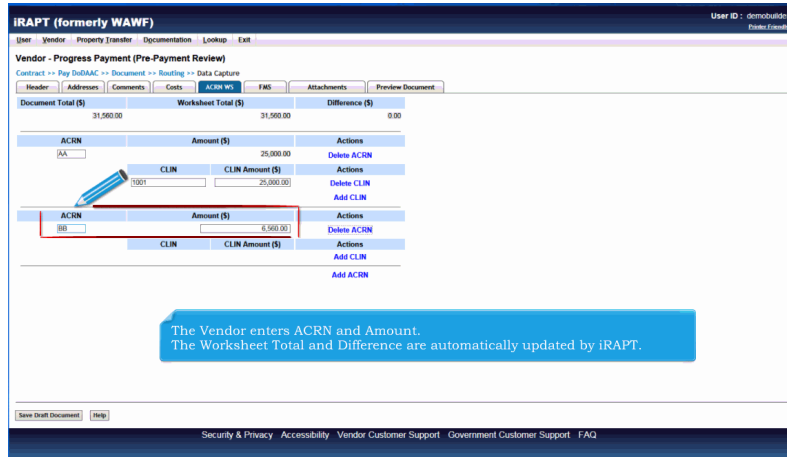 User ID : demobuilde
Printer Friendl
iRAPT (formerly WAWF)
User Vendor Property Transfer Documentation Lookup Exit
Vendor - Progress Payment (Pre-Payment Review)
Contract >> Pay DoDAAC >> Document >> Routing >> Data Capture
Header Addresses Comments Costs ACRN WS FMS Attachments Preview Document
Document Total ($) Worksheet Total ($) Difference ($)
31,560.00 31,560.00 0.00
ACRN Amount ($) Actions
AA 25,000.00 Delete ACRN
CLIN CLIN Amount ($) Actions
1001 25,000.00 Delete CLIN
Add CLIN
ACRN Amount ($) Actions
BB 6,560.00 Delete ACRN
CLIN CLIN Amount ($) Actions
Add CLIN
Add ACRN
The Vendor enters ACRN and Amount.
The Worksheet Total and Difference are automatically updated by iRAPT.
Save Draft Document Help
Security & Privacy Accessibility Vendor Customer Support Government Customer Support FAQ